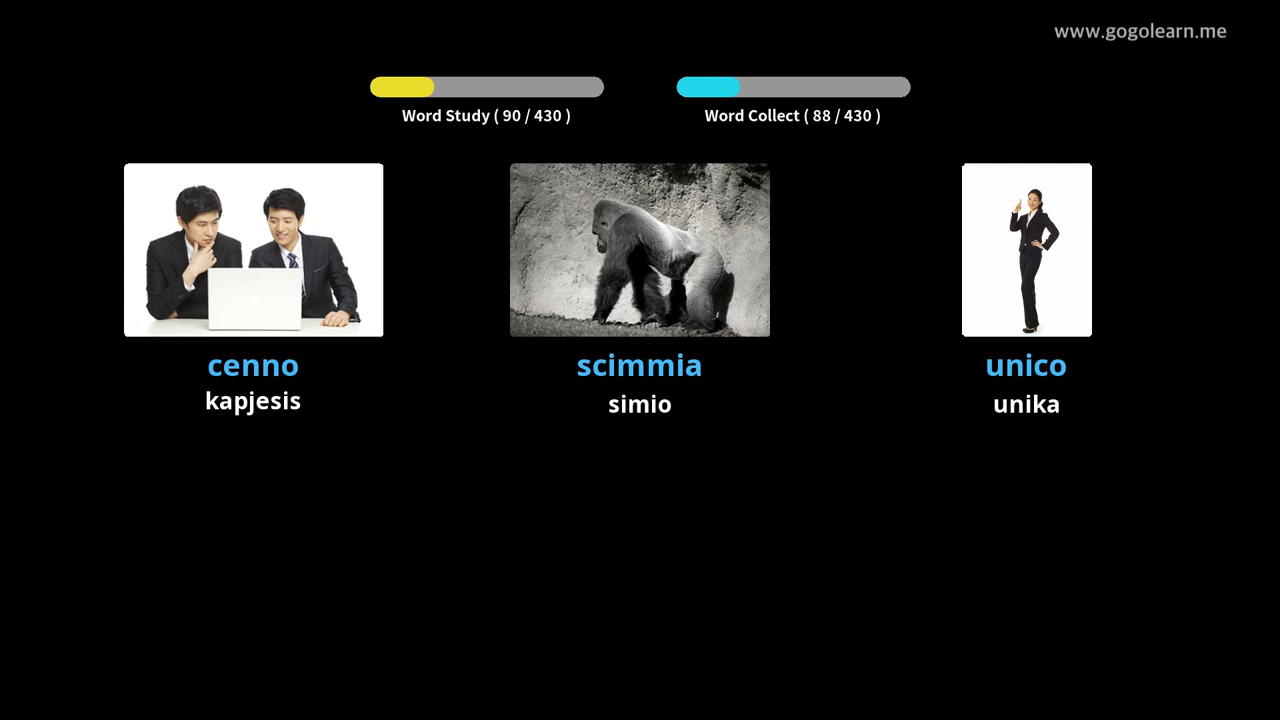 www.gogolearn.me
Word Study ( 90 / 430 )
Word Collect ( 88 / 430 )
cenno
kapjesis
scimmia
simio
unico
unika